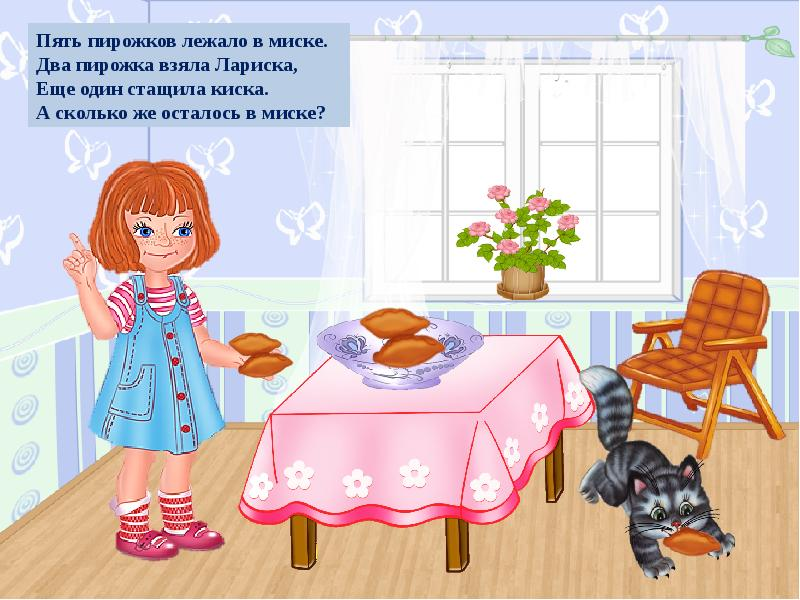 Пять пирожков лежало в миске.
Два пирожка взяла Лариска,
Еще один стащила киска.
А сколько же осталось в миске?